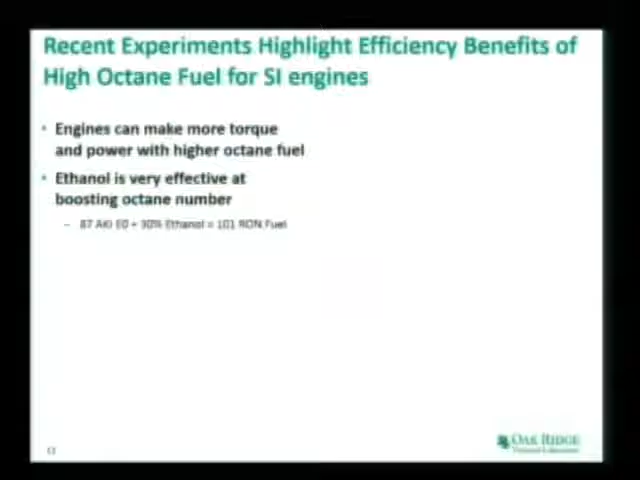 Recent Experiments Highlight Efficiency Benefits of
High Octane Fuel for SI engines
• Engines can make more torque
and power with higher octane fuel
• Ethanol is very effective at
boosting octane number
– 87 AKI E0 + 30% Ethanol = 101 RON Fuel
OAK RIDGE
National Laboratory